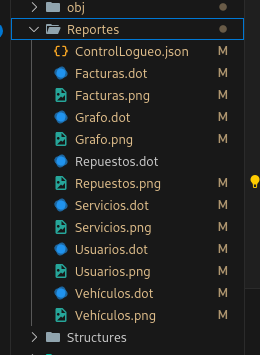 obj
Reportes
{} ControlLogueo.json M
Facturas.dot M
Facturas.png M
Grafo.dot M
Grafo.png M
Repuestos.dot
Repuestos.png M
Servicios.dot M
Servicios.png M
Usuarios.dot M
Usuarios.png M
Vehículos.dot M
Vehículos.png M
Structures